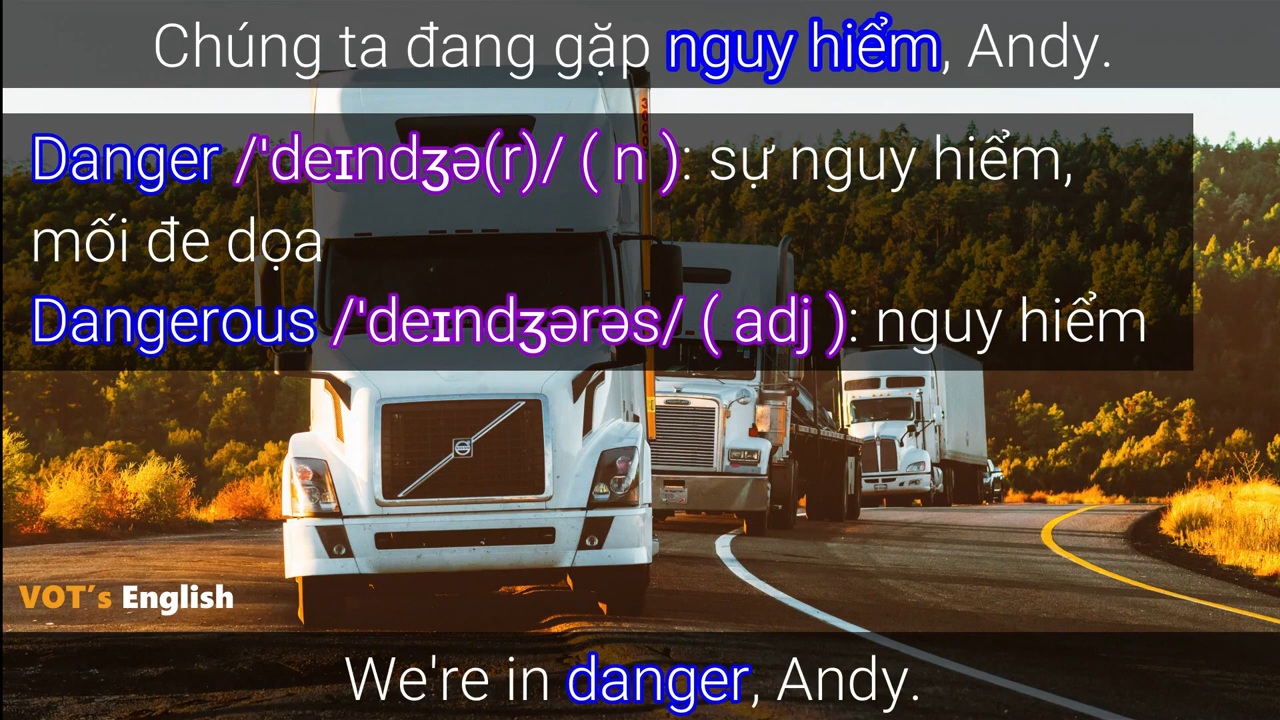 Chúng ta đang gặp nguy hiểm, Andy.
Danger /ˈdeɪndʒə(r)/ ( n ): sự nguy hiểm,
mối đe dọa
Dangerous /ˈdeɪndʒərəs/ ( adj ): nguy hiểm
VOT’s English
We're in danger, Andy.